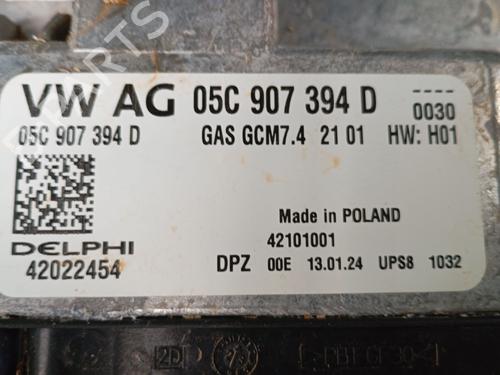 VW AG 05C 907 394 D ----
0030
05C 907 394 D GAS GCM7.4 21 01 HW: H01
Made in POLAND
DELPHI
42101001
42022454
DPZ 00E 13.01.24 UPS8 1032
2D